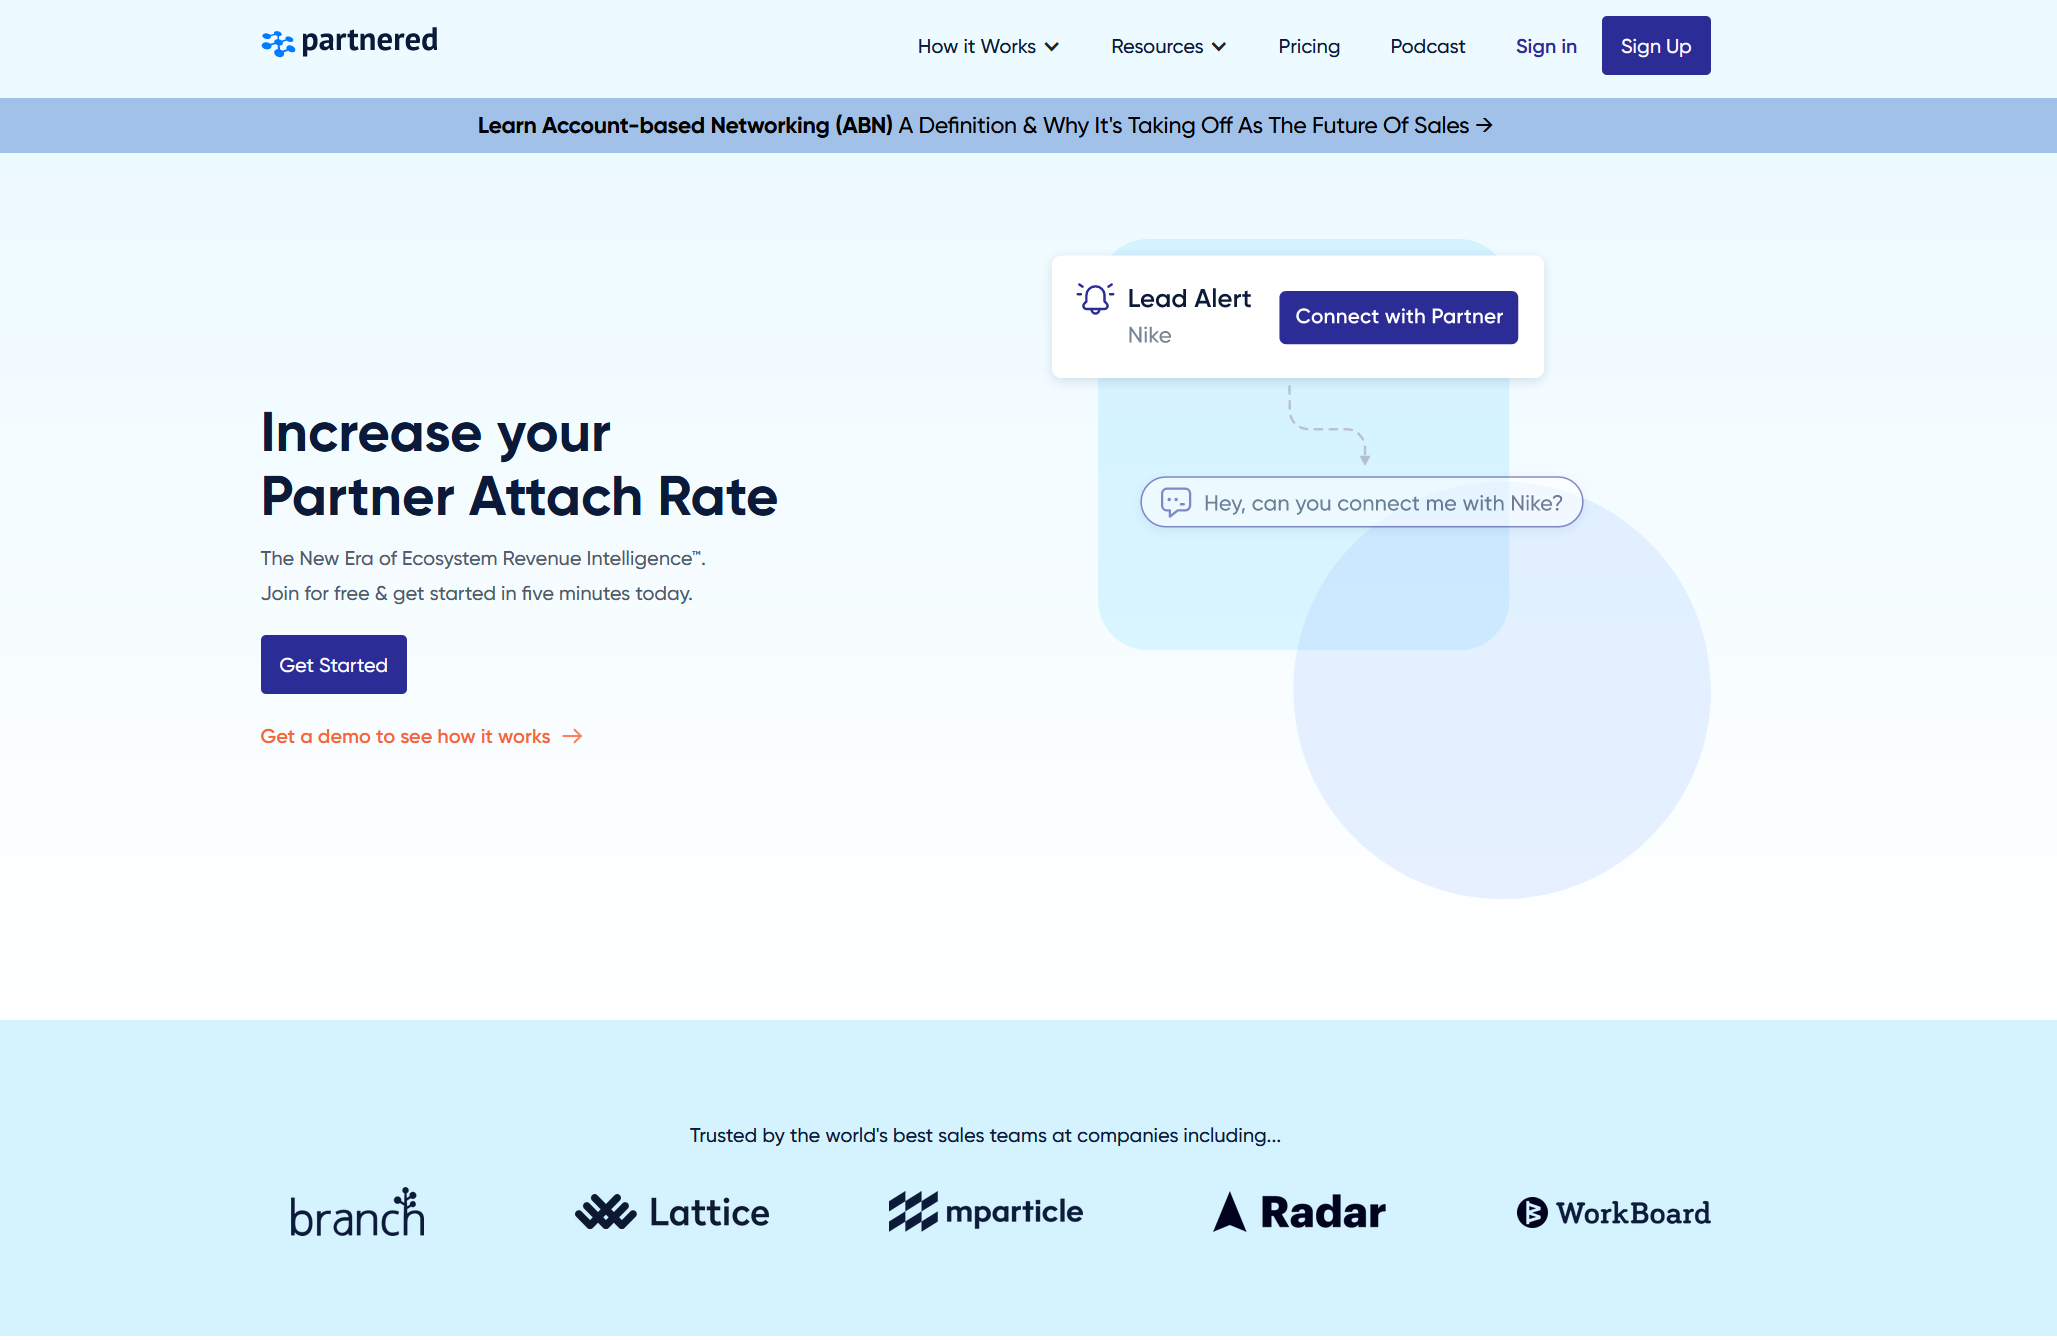 partnered
How it Works
Resources
Pricing
Podcast
Sign in
Sign Up
Learn Account-based Networking (ABN) A Definition & Why It's Taking Off As The Future Of Sales →
Lead Alert
Nike
Connect with Partner
Hey, can you connect me with Nike?
Increase your
Partner Attach Rate
The New Era of Ecosystem Revenue Intelligence™.
Join for free & get started in five minutes today.
Get Started
Get a demo to see how it works →
Trusted by the world's best sales teams at companies including...
branch
Lattice
mparticle
Radar
WorkBoard